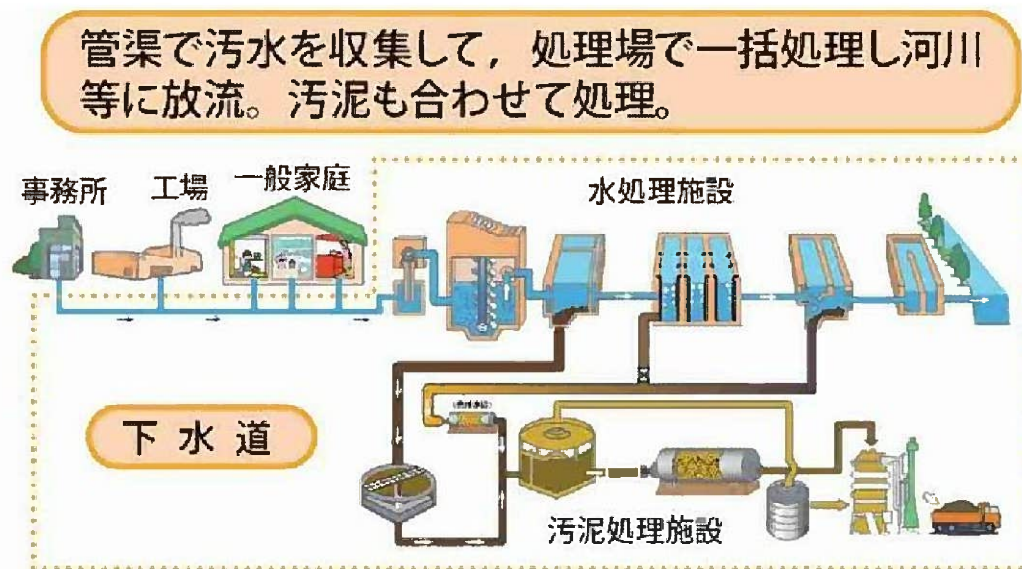 管渠で汚水を収集して，処理場で一括処理し河川
等に放流。汚泥も合わせて処理。
事務所
工場
一般家庭
水処理施設
下水道
汚泥処理施設